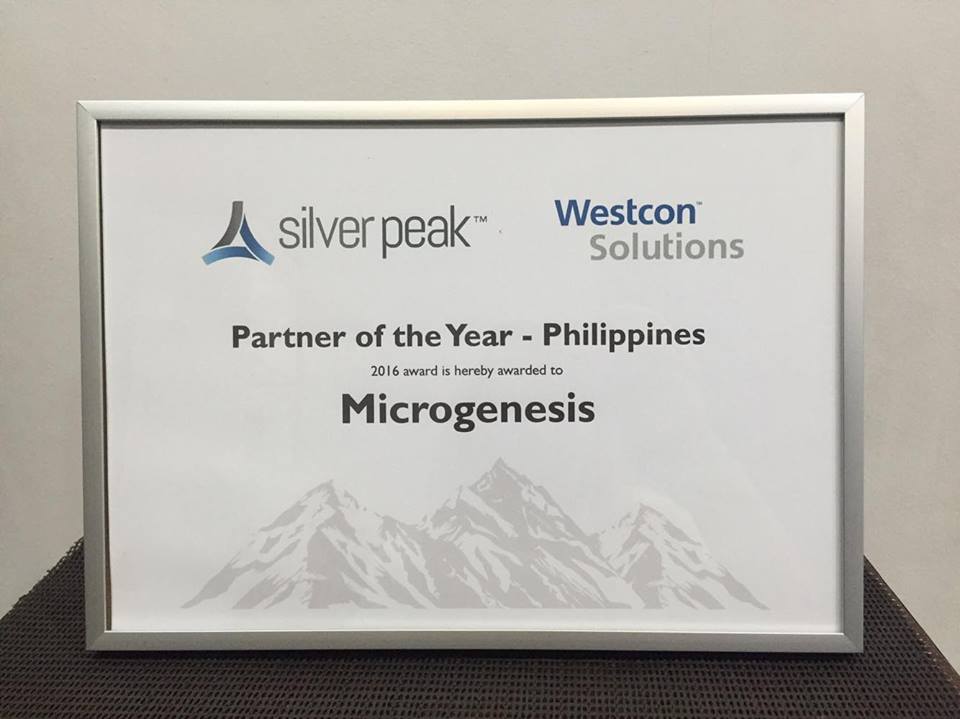 silver peak™
Westcon™
Solutions
Partner of the Year - Philippines
2016 award is hereby awarded to
Microgenesis